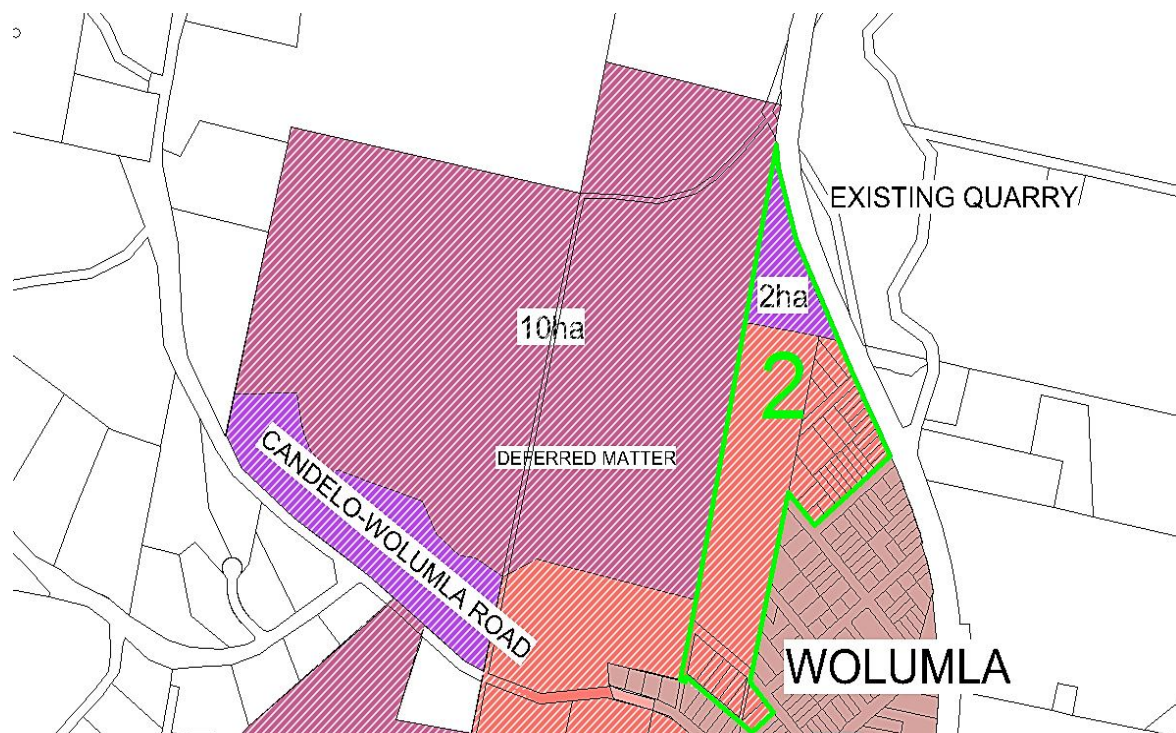 EXISTING QUARRY
2ha
10ha
2
DEFERRED MATTER
CANDELO-WOLUMLA ROAD
WOLUMLA